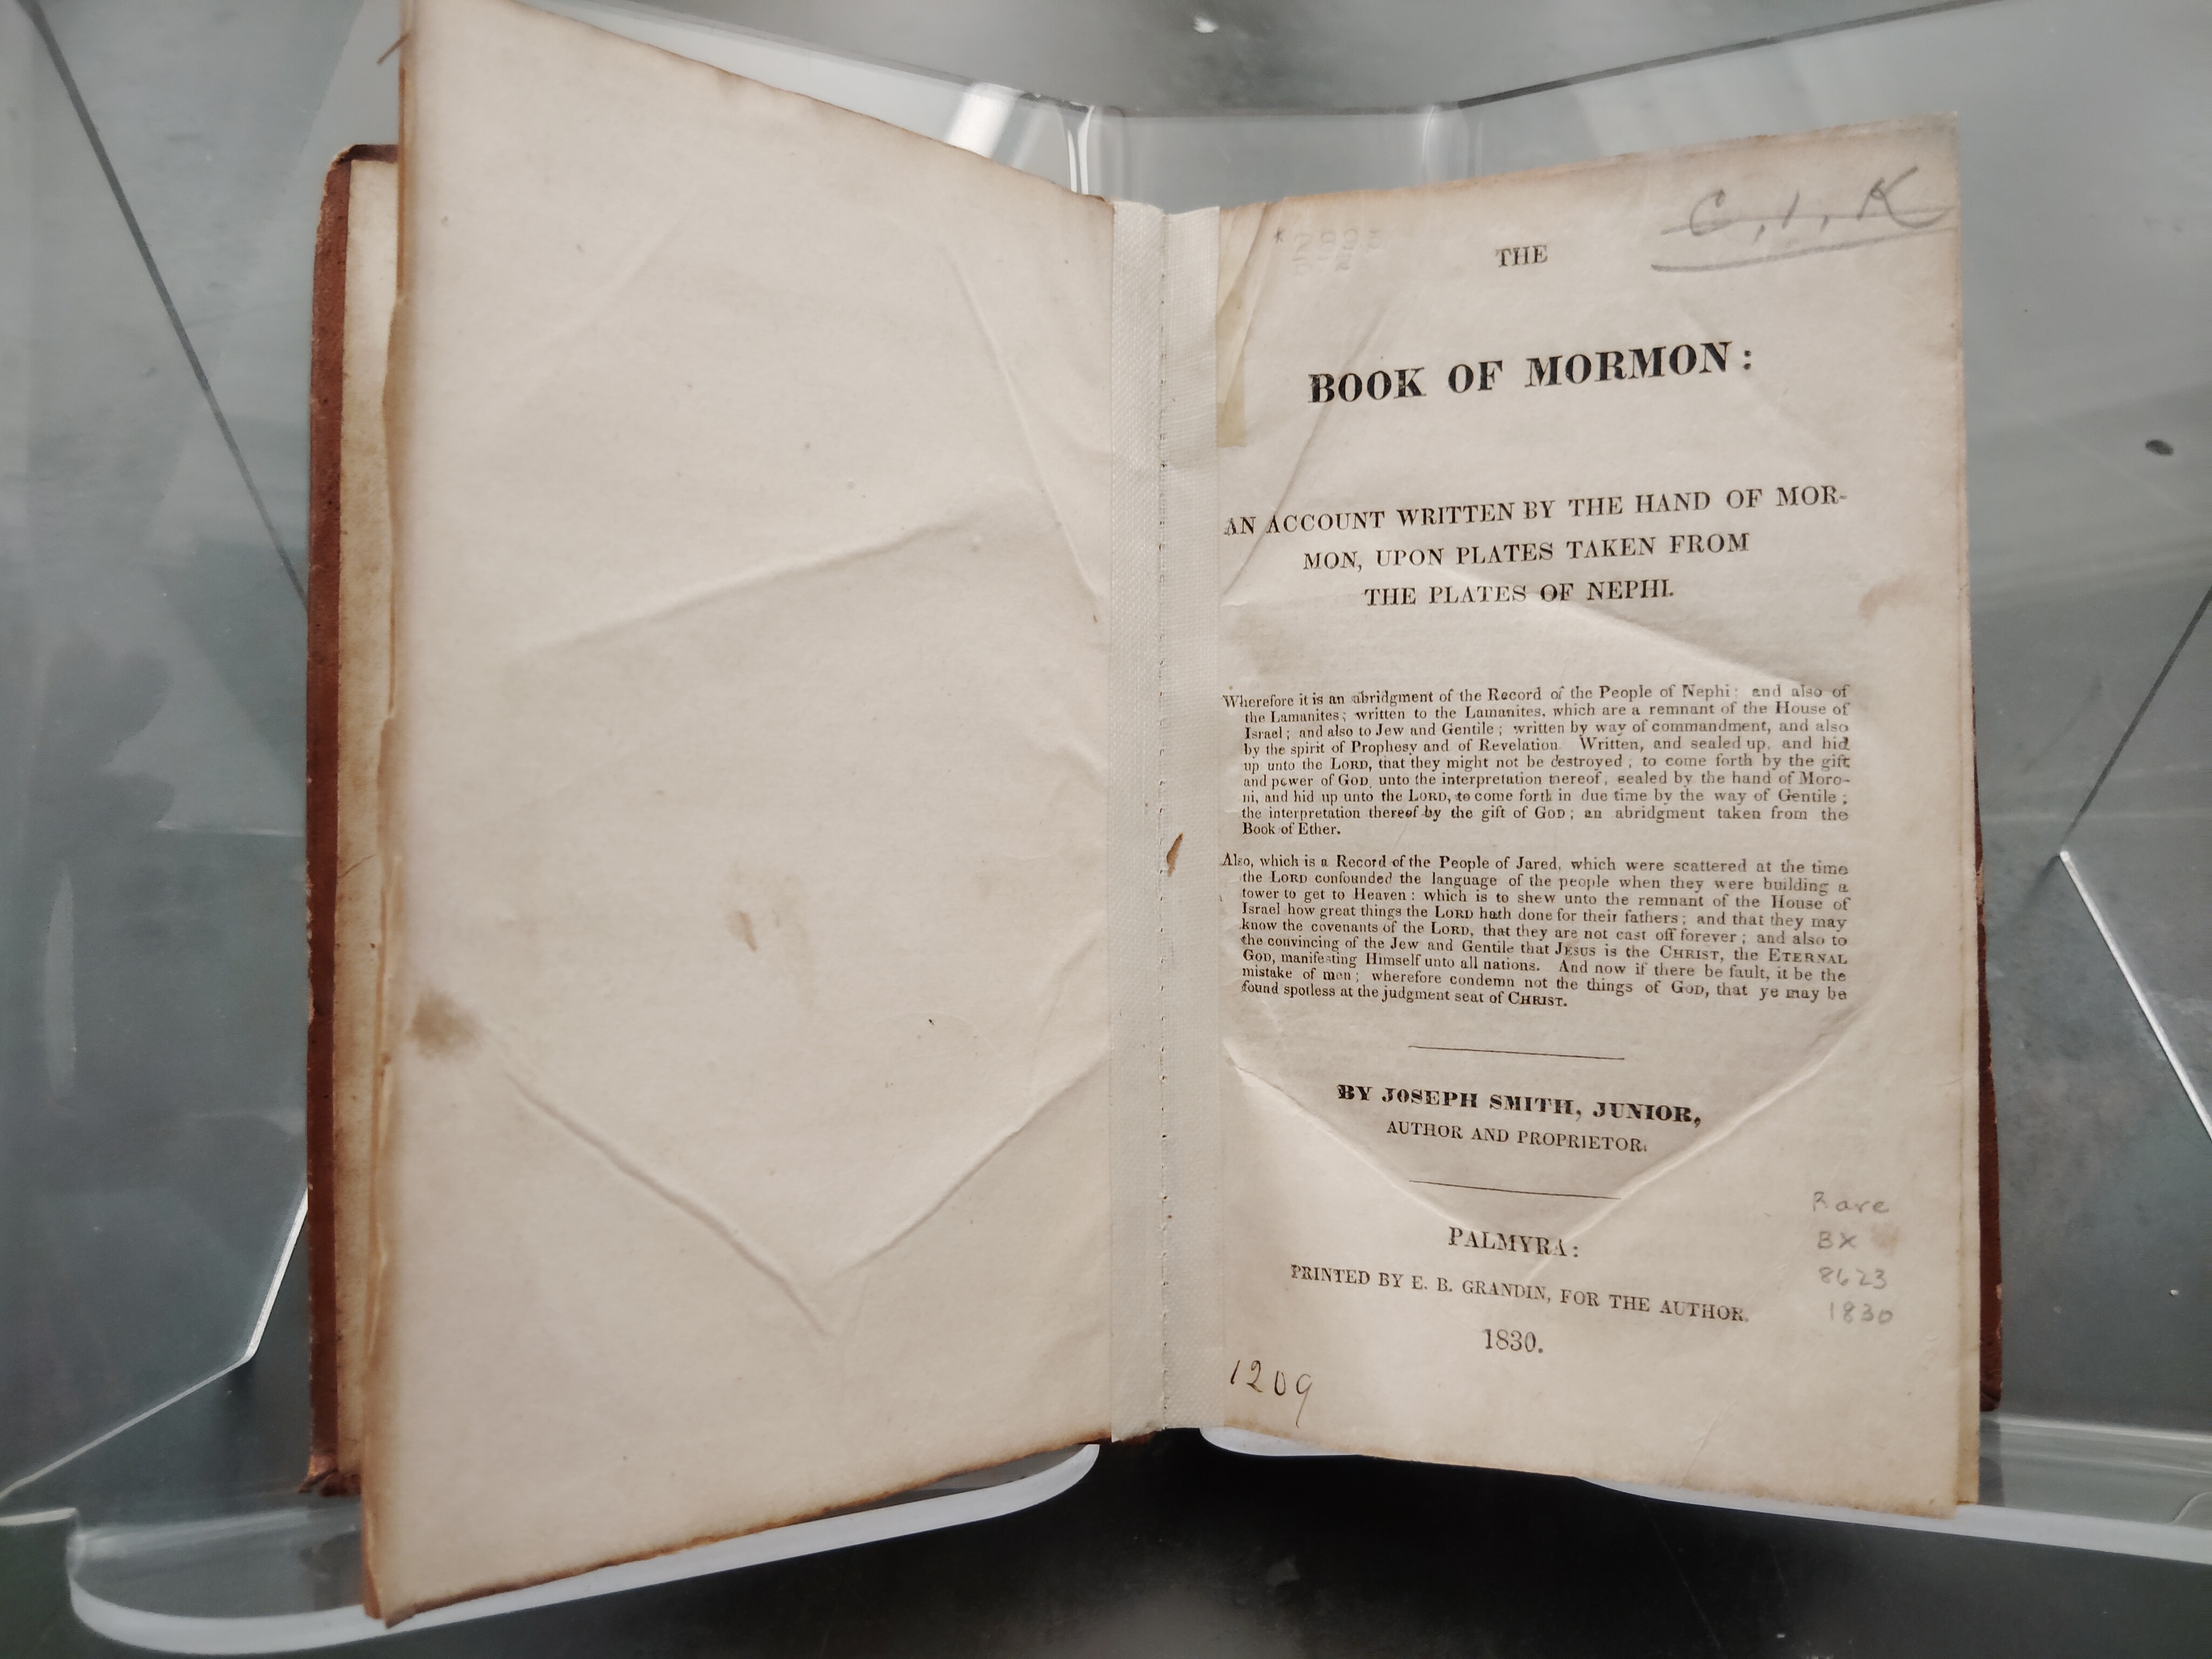 C. I. K
THE
BOOK OF MORMON:
AN ACCOUNT WRITTEN BY THE HAND OF MOR-
MON, UPON PLATES TAKEN FROM
THE PLATES OF NEPHI.
Wherefore it is an abridgment of the Record of the People of Nephi; and also of
the Lamanites; written to the Lamanites, which are a remnant of the House of
Israel; and also to Jew and Gentile; written by way of commandment, and also
by the spirit of Prophesy and of Revelation. Written, and sealed up, and hid
up unto the LORD, that they might not be destroyed; to come forth by the gift
and power of GOD, unto the interpretation thereof; sealed by the hand of Moro-
ni, and hid up unto the LORD, to come forth in due time by the way of Gentile;
the interpretation thereof by the gift of GOD; an abridgment taken from the
Book of Ether.
Also, which is a Record of the People of Jared, which were scattered at the time
the LORD confounded the language of the people when they were building a
tower to get to Heaven: which is to shew unto the remnant of the House of
Israel how great things the LORD hath done for their fathers; and that they may
know the covenants of the LORD, that they are not cast off forever; and also to
the convincing of the Jew and Gentile that JESUS is the CHRIST, the ETERNAL
GOD, manifesting Himself unto all nations. And now if there be fault, it be the
mistake of men; wherefore condemn not the things of GOD, that ye may be
found spotless at the judgment seat of CHRIST.
BY JOSEPH SMITH, JUNIOR,
AUTHOR AND PROPRIETOR.
PALMYRA:
PRINTED BY E. B. GRANDIN, FOR THE AUTHOR.
1830.
Rare
BX
8623
1830
1209